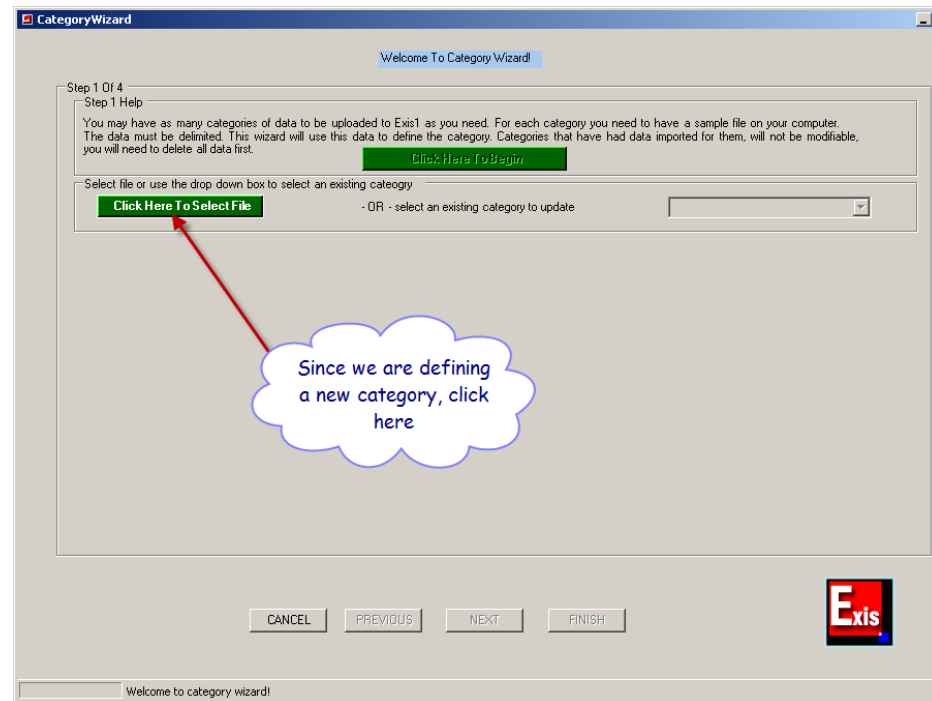 CategoryWizard
Welcome To Category Wizard!
Step 1 Of 4
Step 1 Help
You may have as many categories of data to be uploaded to Exis1 as you need. For each category you need to have a sample file on your computer.
The data must be delimited. This wizard will use this data to define the category. Categories that have had data imported for them, will not be modifiable,
you will need to delete all data first.
Click Here To Begin
Select file or use the drop down box to select an existing cateogry
Click Here To Select File
- OR - select an existing category to update
Since we are defining
a new category, click
here
CANCEL
PREVIOUS
NEXT
FINISH
Exis
Welcome to category wizard!